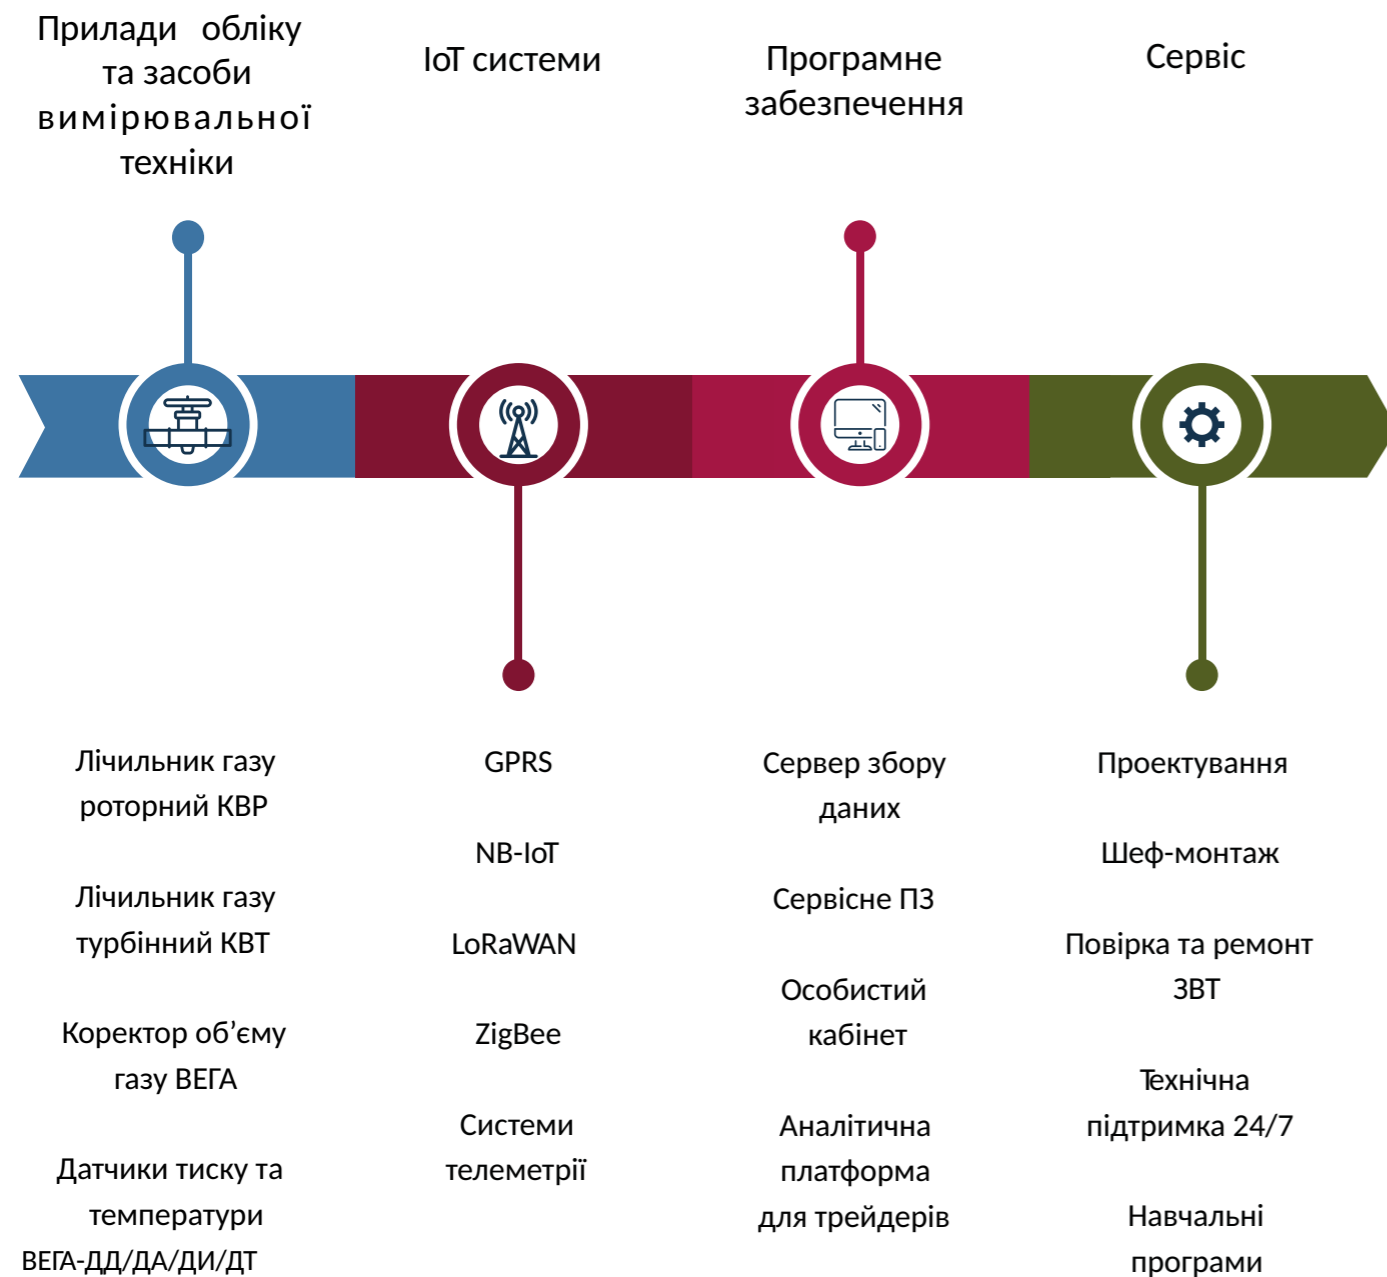 Прилади обліку
та засоби
вимірювальної
техніки
ІоТ системи
Програмне
забезпечення
Сервіс
Лічильник газу
роторний КВР
Лічильник газу
турбінний КВТ
Коректор об’єму
газу ВЕГА
Датчики тиску та
температури
ВЕГА-ДД/ДА/ДИ/ДТ
GPRS
NB-IoT
LoRaWAN
ZigBee
Системи
телеметрії
Сервер збору
даних
Сервісне ПЗ
Особистий
кабінет
Аналітична
платформа
для трейдерів
Проектування
Шеф-монтаж
Повірка та ремонт
ЗВТ
Технічна
підтримка 24/7
Навчальні
програми